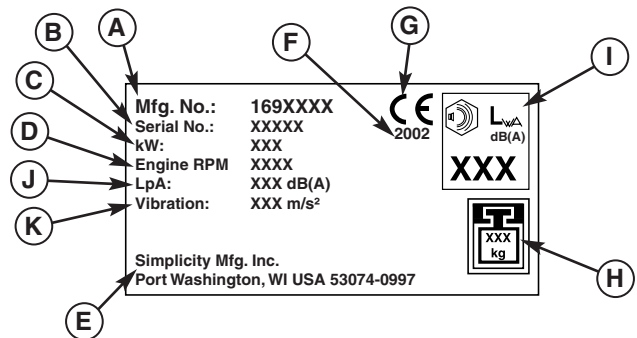 A
B
C
D
J
K
E
F
G
I
H
Mfg. No.: 169XXXX
Serial No.: XXXXX
kW: XXX
Engine RPM XXXX
LpA: XXX dB(A)
Vibration: XXX m/s²
Simplicity Mfg. Inc.
Port Washington, WI USA 53074-0997
CE
2002
LWA
dB(A)
XXX
XXX
kg